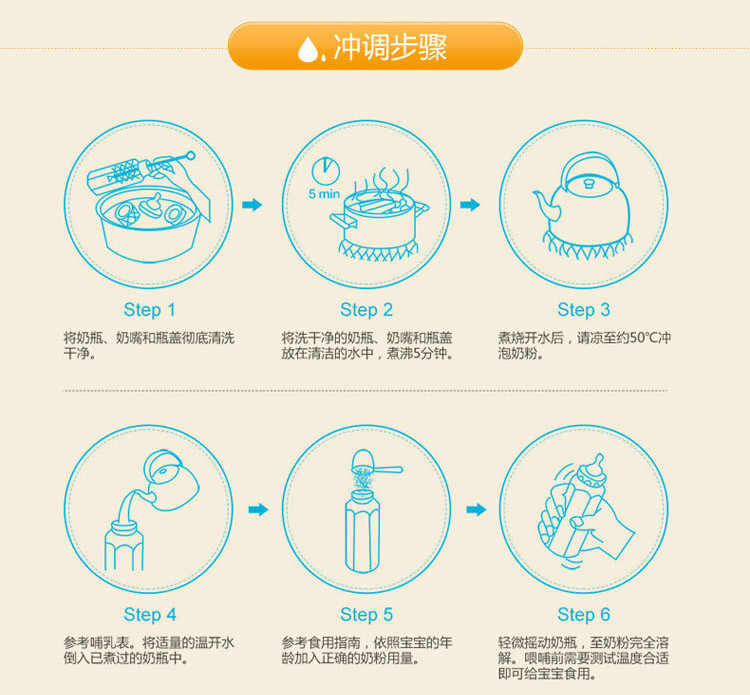 冲调步骤
5 min
Step 1
Step 2
Step 3
将奶瓶、奶嘴和瓶盖彻底清洗
干净。
将洗干净的奶瓶、奶嘴和瓶盖
放在清洁的水中，煮沸5分钟。
煮烧开水后，请凉至约50℃冲
泡奶粉。
Step 4
Step 5
Step 6
参考哺乳表。将适量的温开水
倒入已煮过的奶瓶中。
参考食用指南，依照宝宝的年
龄加入正确的奶粉用量。
轻微摇动奶瓶，至奶粉完全溶
解。喂哺前需要测试温度合适
即可给宝宝食用。